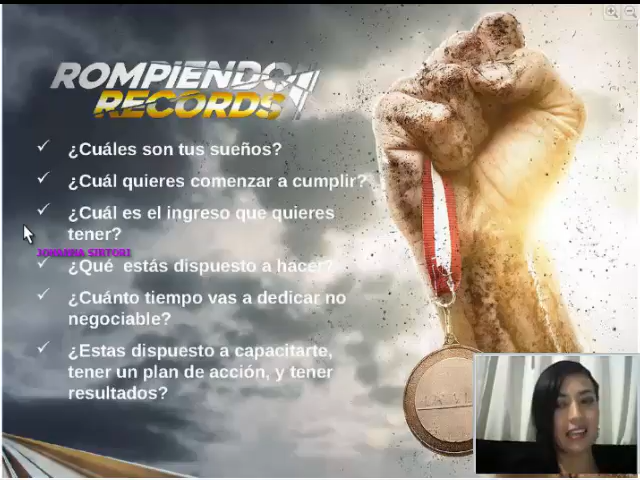 ROMPIENDO
RECORDS
¿Cuáles son tus sueños?
¿Cuál quieres comenzar a cumplir?
¿Cuál es el ingreso que quieres
tener?
JOHANNA SIRTORI
¿Qué estás dispuesto a hacer?
¿Cuánto tiempo vas a dedicar no
negociable?
¿Estas dispuesto a capacitarte,
tener un plan de acción, y tener
resultados?